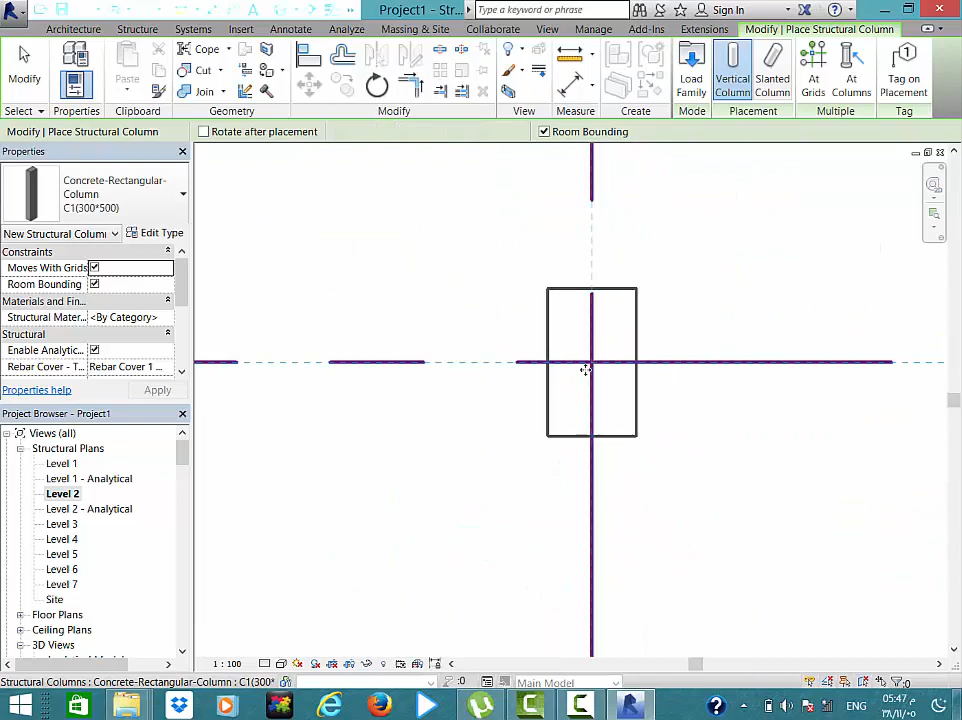 Project1 - Str...
Type a keyword or phrase
Sign In
Architecture Structure Systems Insert Annotate Analyze Massing & Site Collaborate View Manage Add-Ins Extensions Modify | Place Structural Column
Modify
Paste
Cope
Cut
Join
Load Family
Vertical Column
Slanted Column
At Grids
At Columns
Tag on Placement
Select Properties Clipboard Geometry Modify View Measure Create Mode Placement Multiple Tag
Modify | Place Structural Column Rotate after placement Room Bounding
Properties
Concrete-Rectangular-
Column
C1(300*500)
New Structural Column Edit Type
Constraints
Moves With Grids
Room Bounding
Materials and Fin...
Structural Mater... <By Category>
Structural
Enable Analytic...
Rebar Cover - T... Rebar Cover 1 ...
Properties help Apply
Project Browser - Project1
Views (all)
Structural Plans
Level 1
Level 1 - Analytical
Level 2
Level 2 - Analytical
Level 3
Level 4
Level 5
Level 6
Level 7
Site
Floor Plans
Ceiling Plans
3D Views
1 : 100
Structural Columns : Concrete-Rectangular-Column : C1(300*
:0
Main Model
:0
ENG
05:47 م